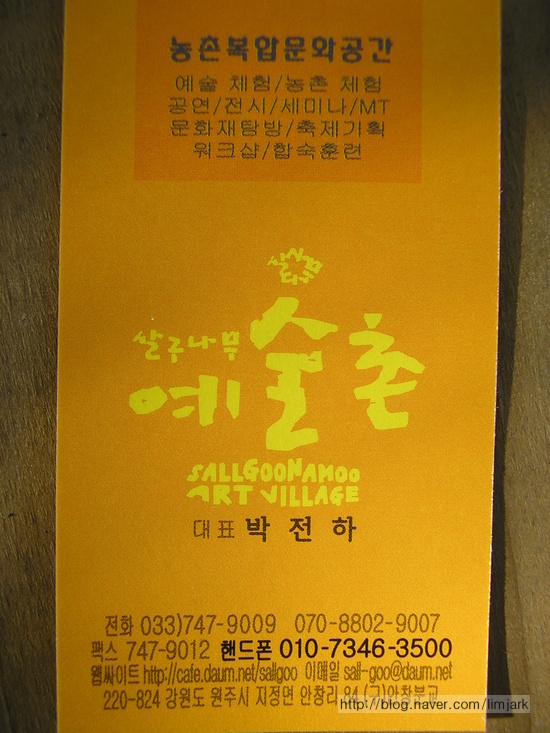 농촌복합문화공간
예술 체험/농촌 체험
공연/전시/세미나/MT
문화재탐방/축제기획
워크샵/합숙훈련
살구나무
예술촌
SALLGOONAMOO
ART VILLAGE
대표 박 전 하
전화 033)747-9009 070-8802-9007
팩스 747-9012 핸드폰 010-7346-3500
웹싸이트 http://cafe.daum.net/sallgoo 이메일 sall-goo@daum.net
220-824 강원도 원주시 지정면 안창리 84 (구)안창분교
http://blog.naver.com/limjark